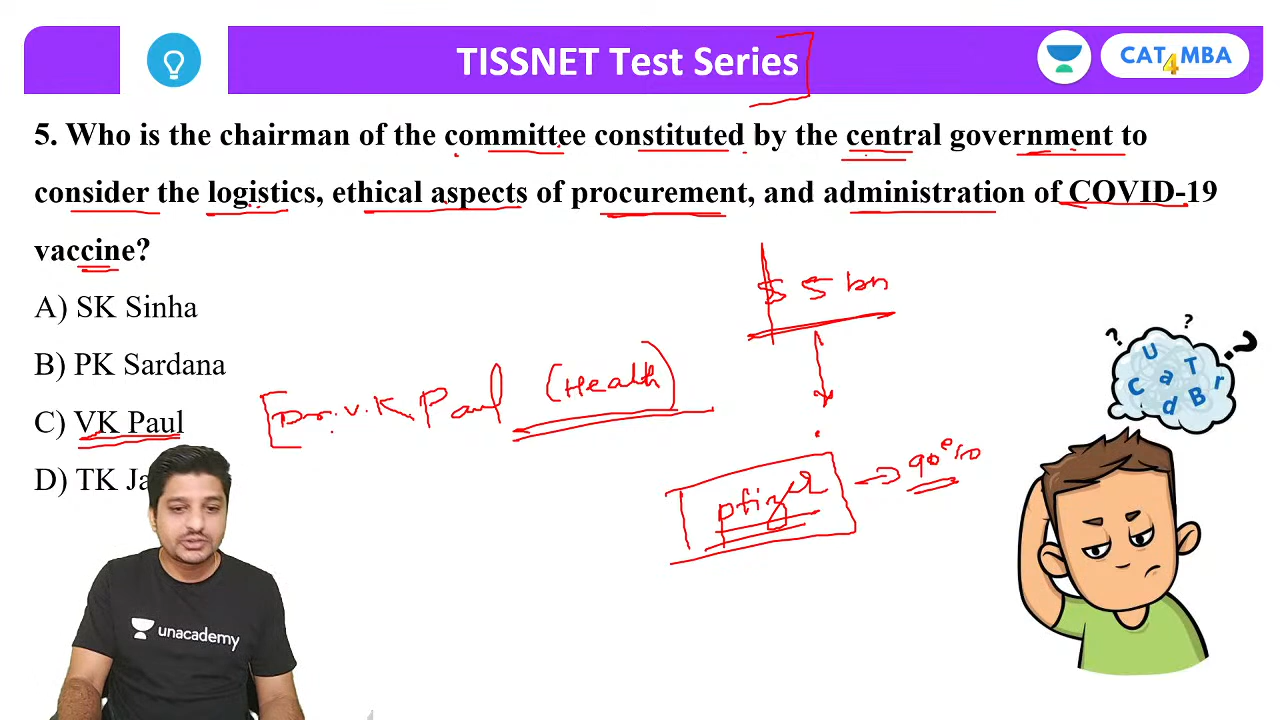 TISSNET Test Series
CAT4MBA
5. Who is the chairman of the committee constituted by the central government to
consider the logistics, ethical aspects of procurement, and administration of COVID-19
vaccine?
A) SK Sinha
B) PK Sardana
C) VK Paul
D) TK Ja
$ 5 bn
[Dr. V. K Paul (Health)
pfizer → 90%
? ? ?
U a T r C d B
unacademy